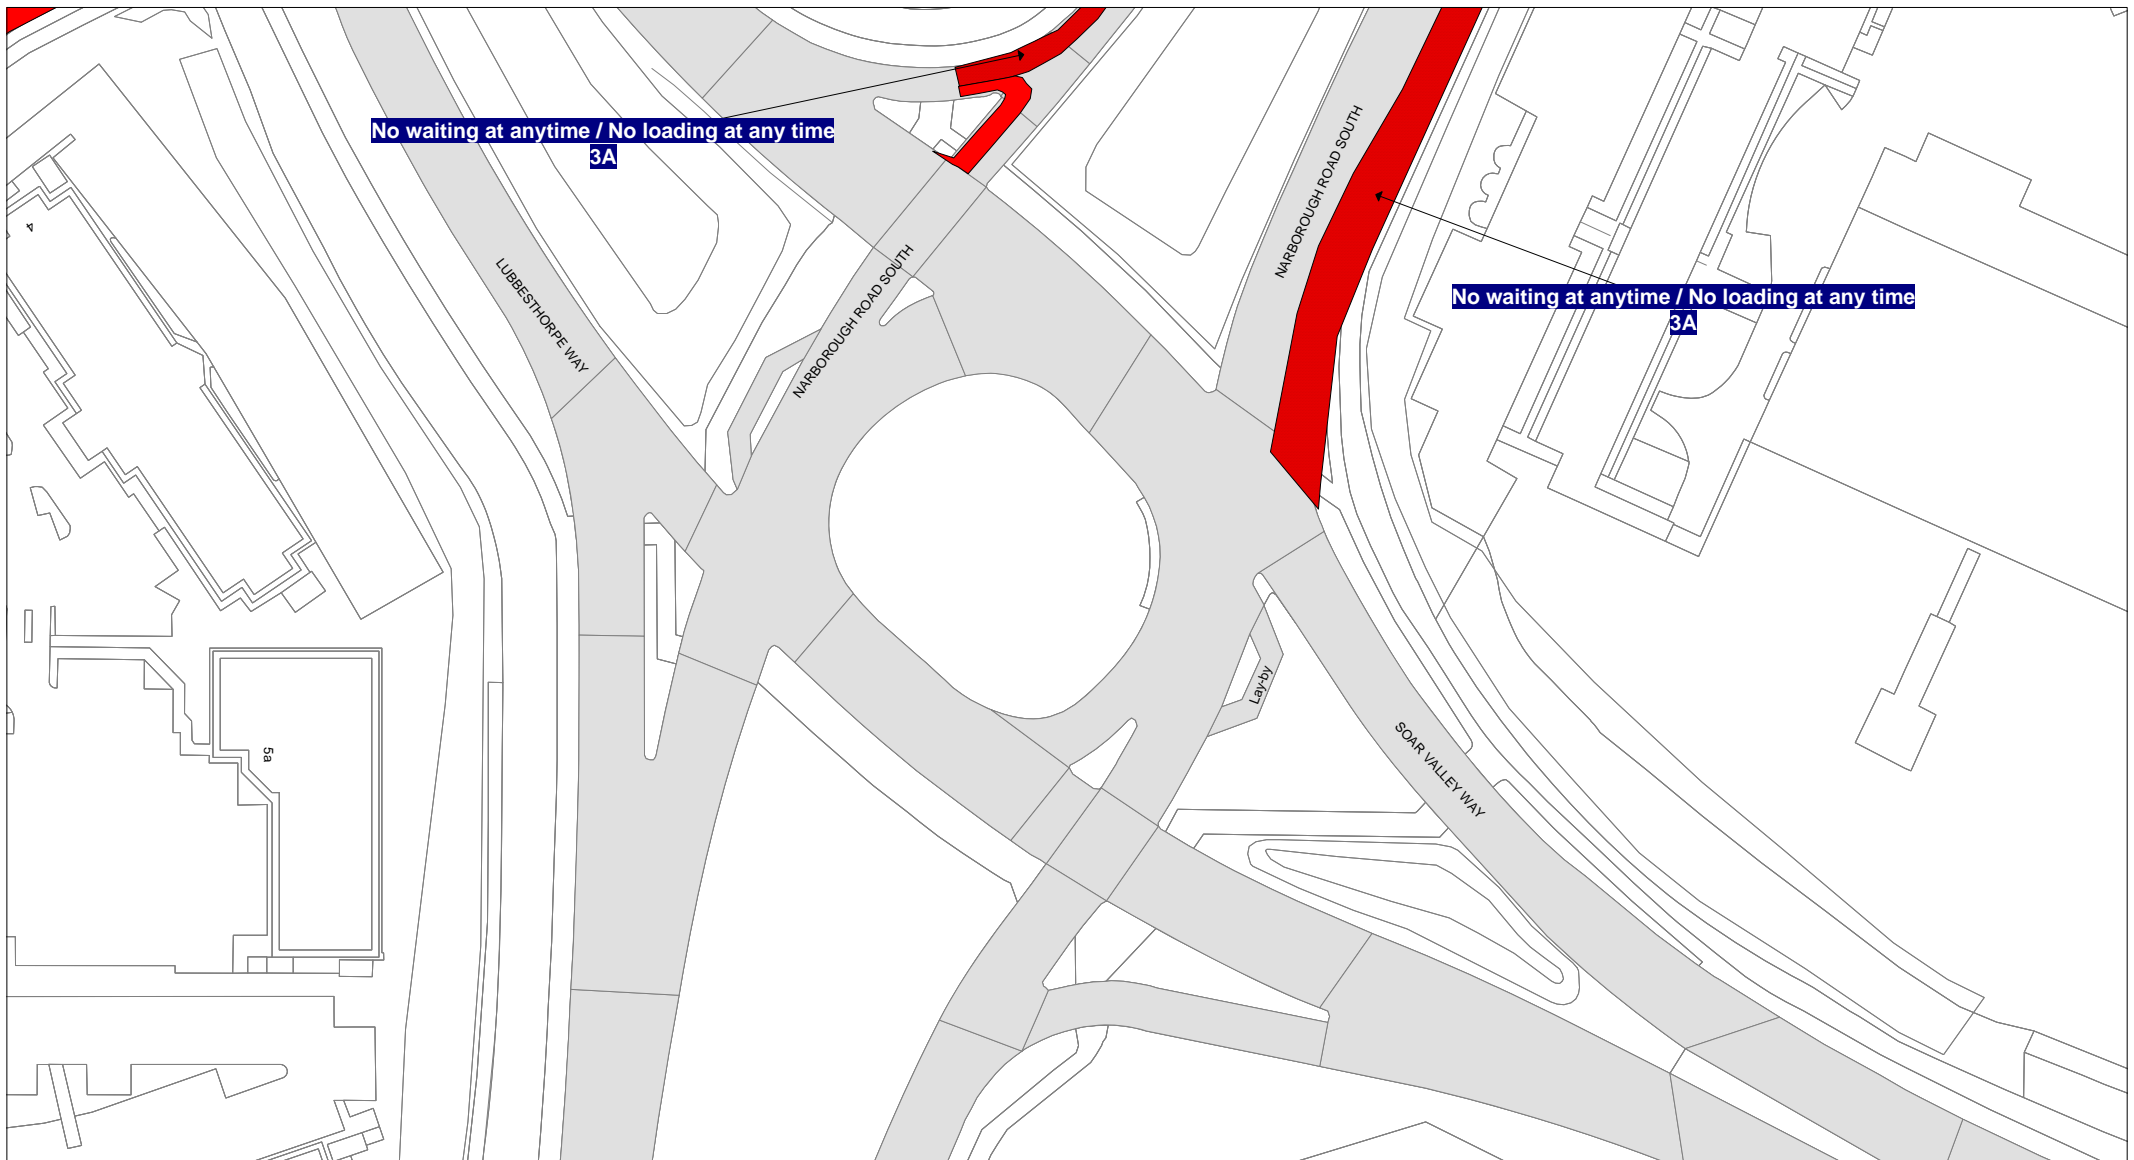 No waiting at anytime / No loading at any time
3A
NARBOROUGH ROAD SOUTH
4
LUBBESTHORPE WAY
NARBOROUGH ROAD SOUTH
No waiting at anytime / No loading at any time
3A
Lay-by
SOAR VALLEY WAY
5a